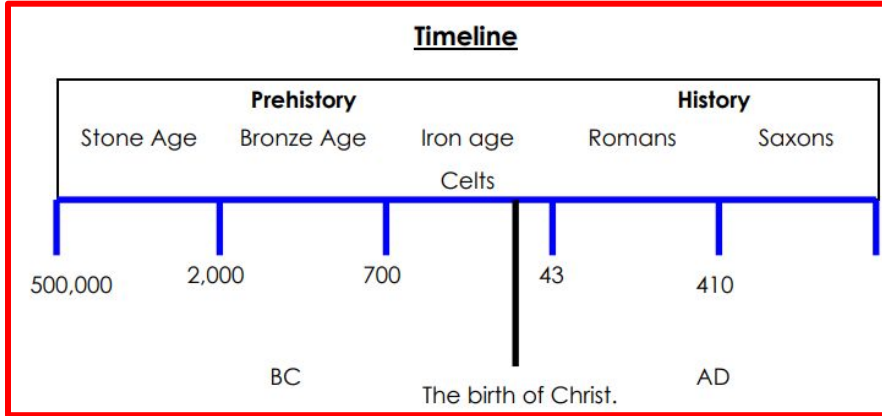 Timeline
Prehistory History
Stone Age Bronze Age Iron age Romans Saxons
Celts
500,000 2,000 700 43 410
BC AD
The birth of Christ.